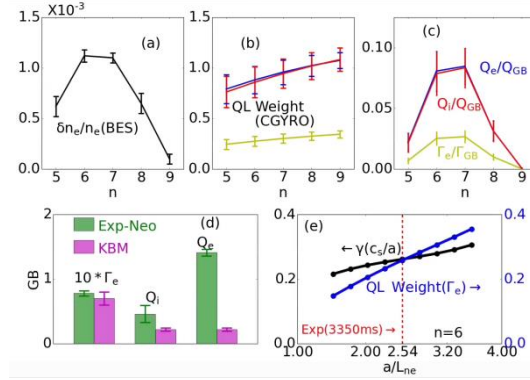 X10⁻³
1.5
1.0
0.5
0.0
(a)
δnₑ/nₑ(BES)
5 6 7 8 9
n
1.5
1.0
0.5
0.0
(b)
QL Weight
(CGYRO)
5 6 7 8 9
n
0.10
0.05
0.00
(c)
Qₑ/Q_GB
Qᵢ/Q_GB
Γₑ/Γ_GB
5 6 7 8 9
n
2
1
0
GB
(d)
Exp-Neo
KBM
10*Γₑ
Qᵢ
Qₑ
0.4
0.2
0.0
(e)
← γ(cₛ/a)
QL Weight(Γₑ)→
Exp(3350ms)→
n=6
0.4
0.2
0.0
1.00 2.00 2.54 3.20 4.00
a/Lₙₑ